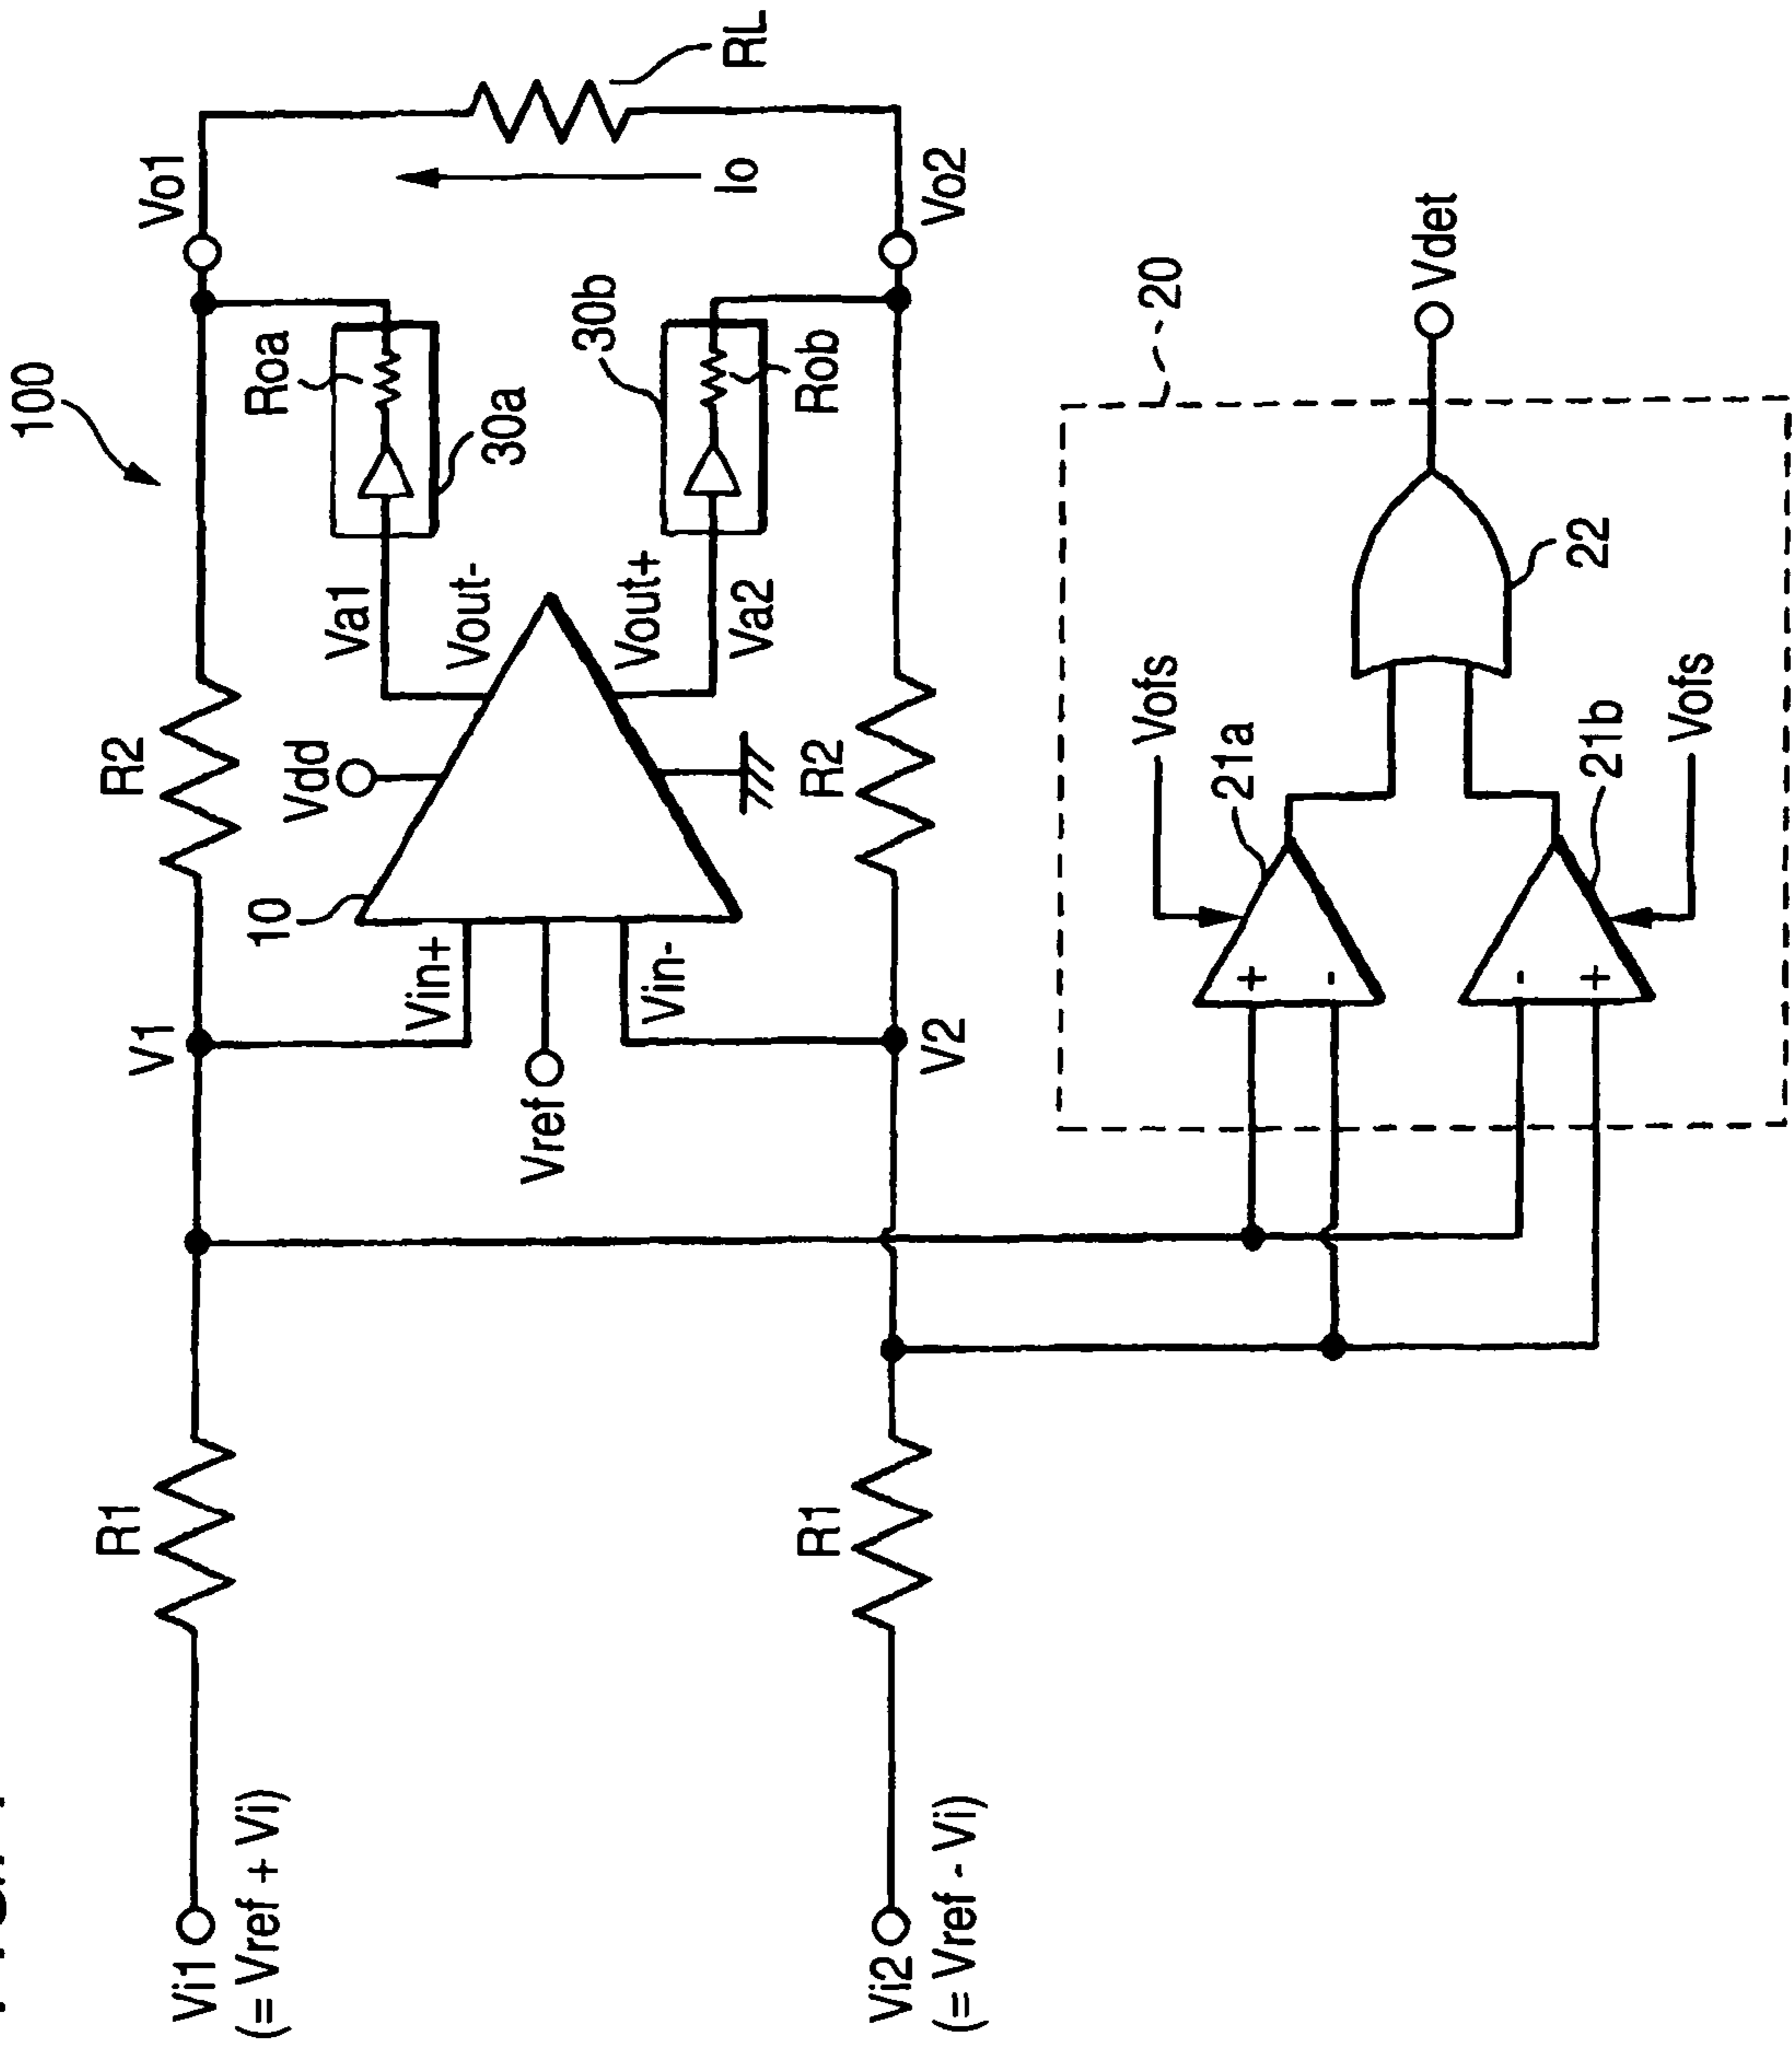 100
Vo1
RL
Io
Vo2
R2
Roa
30a
30b
Rob
Va1
Vout-
Vout+
Va2
Vdd
10
V1
Vin+
Vref
Vin-
V2
R2
R1
Vi1
(= Vref + Vi)
R1
Vi2
(= Vref - Vi)
20
Vofs
21a
+
-
-
+
21b
Vofs
22
Vdet